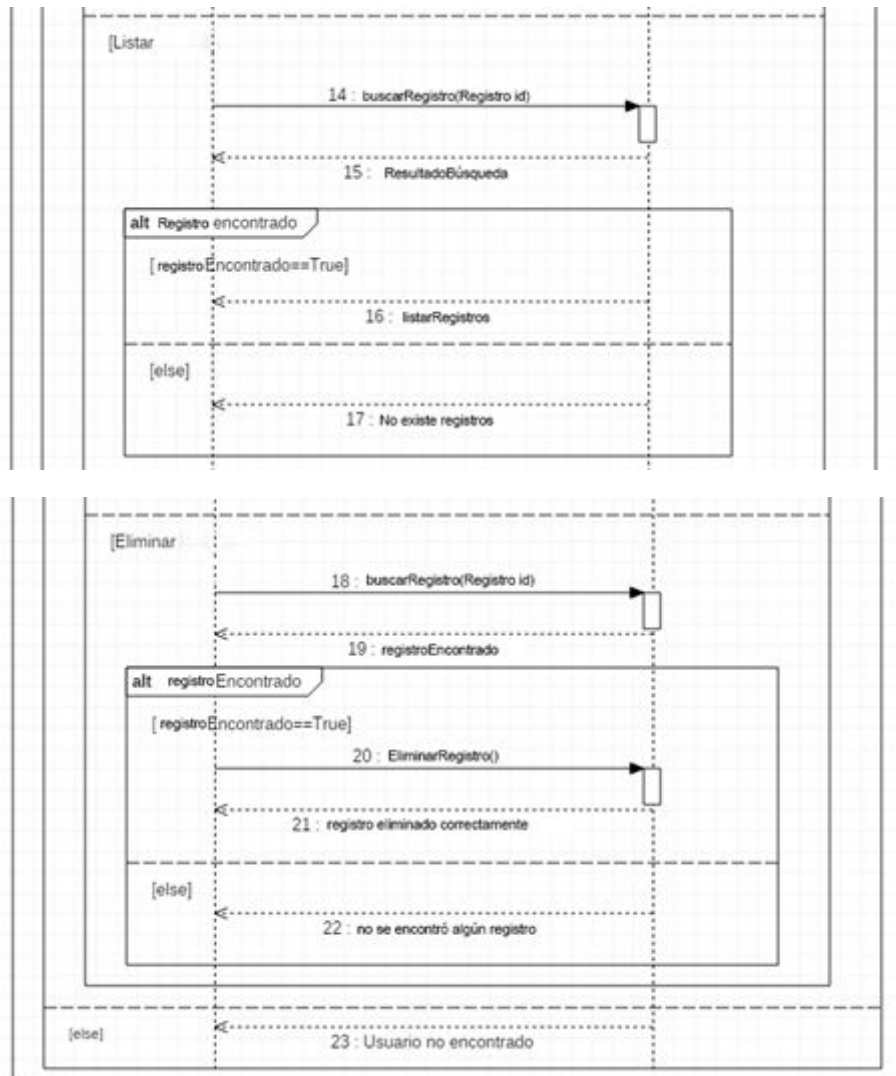 [Listar
14 : buscarRegistro(Registro id)
15 : ResultadoBúsqueda
alt Registro encontrado
[ registroEncontrado==True]
16 : listarRegistros
[else]
17 : No existe registros
[Eliminar
18 : buscarRegistro(Registro id)
19 : registroEncontrado
alt registroEncontrado
[ registroEncontrado==True]
20 : EliminarRegistro()
21 : registro eliminado correctamente
[else]
22 : no se encontró algún registro
[else]
23 : Usuario no encontrado